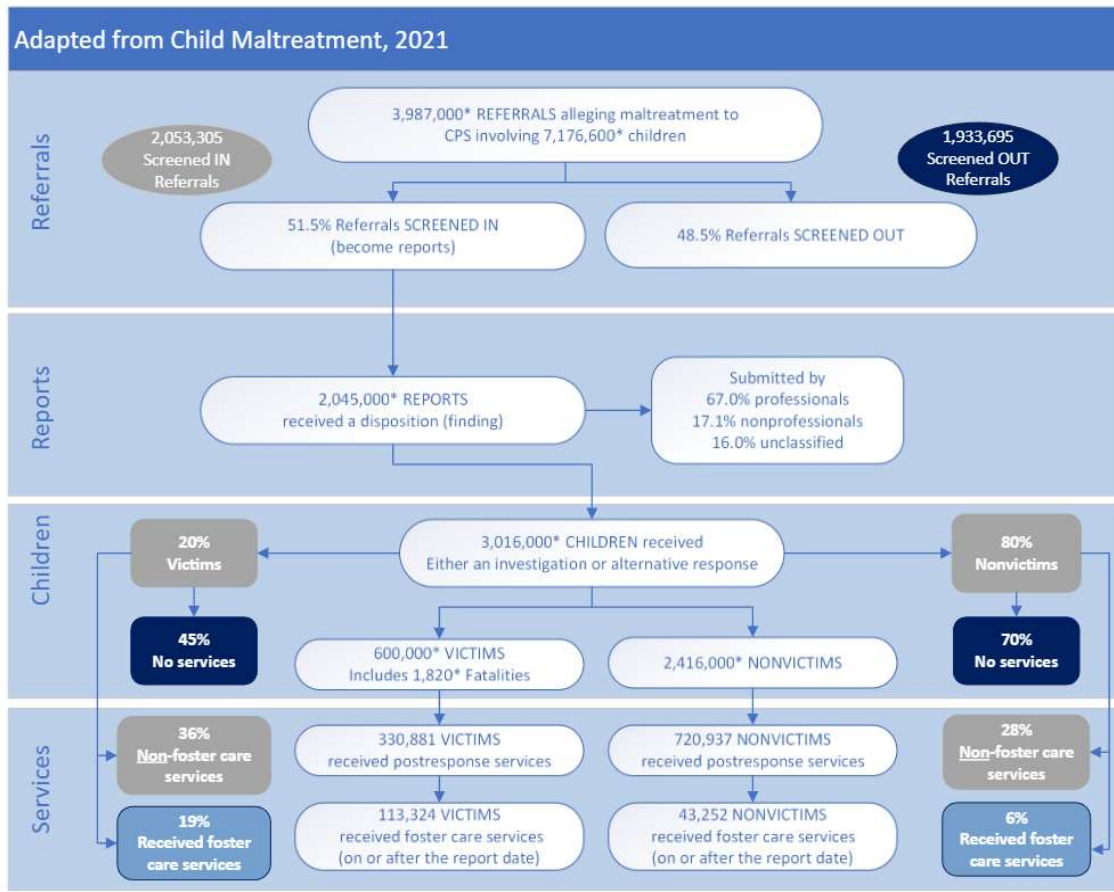 Adapted from Child Maltreatment, 2021
Referrals
3,987,000* REFERRALS alleging maltreatment to
CPS involving 7,176,600* children
2,053,305
Screened IN
Referrals
1,933,695
Screened OUT
Referrals
51.5% Referrals SCREENED IN
(become reports)
48.5% Referrals SCREENED OUT
Reports
2,045,000* REPORTS
received a disposition (finding)
Submitted by
67.0% professionals
17.1% nonprofessionals
16.0% unclassified
Children
20%
Victims
3,016,000* CHILDREN received
Either an investigation or alternative response
80%
Nonvictims
45%
No services
600,000* VICTIMS
Includes 1,820* Fatalities
2,416,000* NONVICTIMS
70%
No services
Services
36%
Non-foster care
services
330,881 VICTIMS
received postresponse services
720,937 NONVICTIMS
received postresponse services
28%
Non-foster care
services
19%
Received foster
care services
113,324 VICTIMS
received foster care services
(on or after the report date)
43,252 NONVICTIMS
received foster care services
(on or after the report date)
6%
Received foster
care services